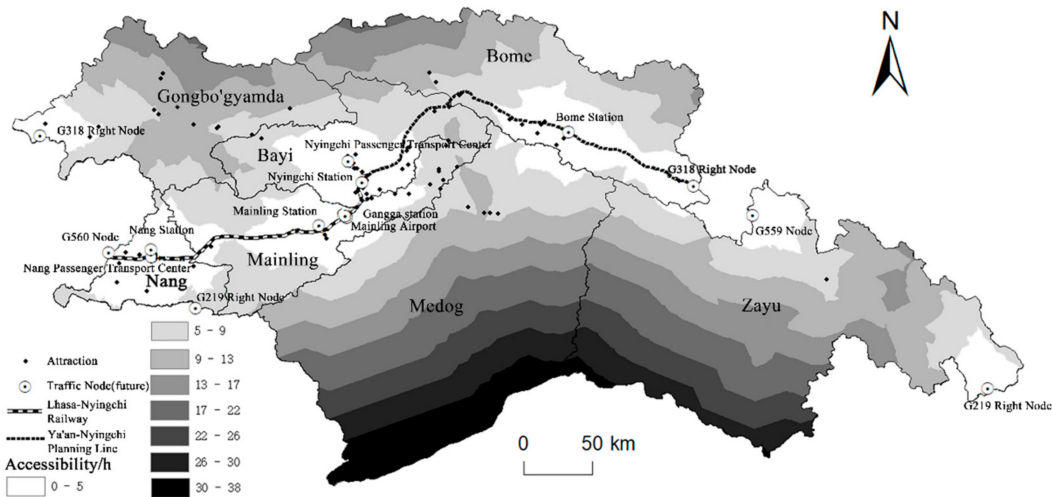 N
Bome
Gongbo'gyamda
G318 Right Node
Bome Station
Bayi
Nyingchi Passenger Transport Center
Nyingchi Station
G318 Right Node
Mainling Station
Gangga station
Mainling Airport
G559 Node
G560 Node
Nang Station
Mainling
Nang Passenger Transport Center
Nang
G219 Right Node
Medog
Zayu
G219 Right Node
Attraction
Traffic Node(future)
Lhasa-Nyingchi
Railway
Ya'an-Nyingchi
Planning Line
Accessibility/h
0 - 5
5 - 9
9 - 13
13 - 17
17 - 22
22 - 26
26 - 30
30 - 38
0 50 km